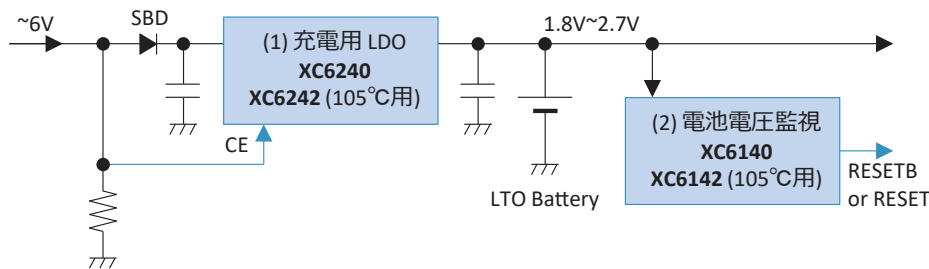 ~6V
SBD
(1) 充電用 LDO
XC6240
XC6242 (105℃用)
CE
1.8V~2.7V
LTO Battery
(2) 電池電圧監視
XC6140
XC6142 (105℃用)
RESETB
or RESET